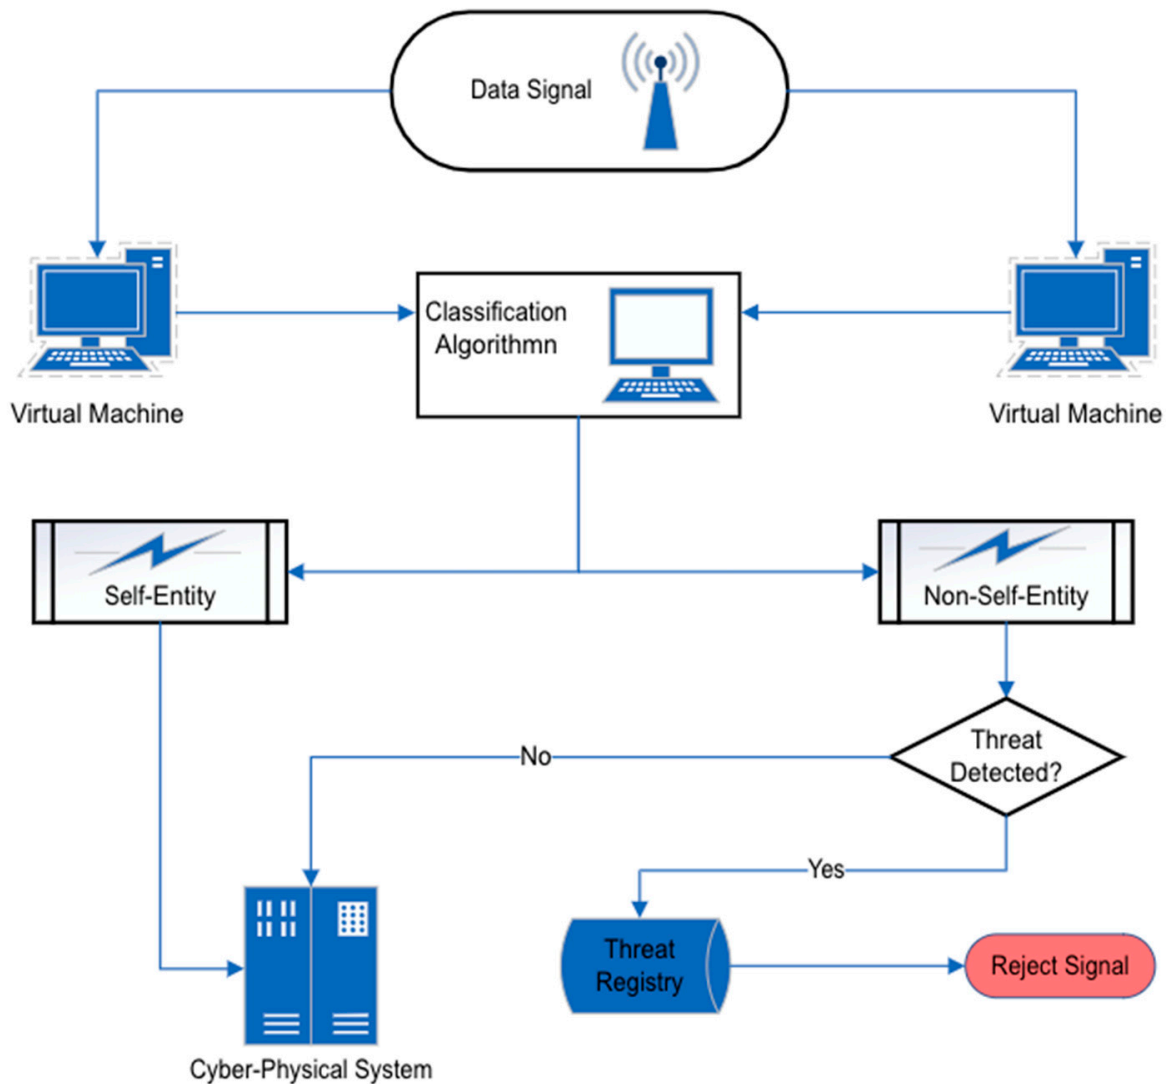 Data Signal
Classification
Algorithmn
Virtual Machine
Virtual Machine
Self-Entity
Non-Self-Entity
Threat
Detected?
No
Yes
Threat
Registry
Reject Signal
Cyber-Physical System